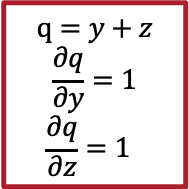 q = y + z
∂q/∂y = 1
∂q/∂z = 1